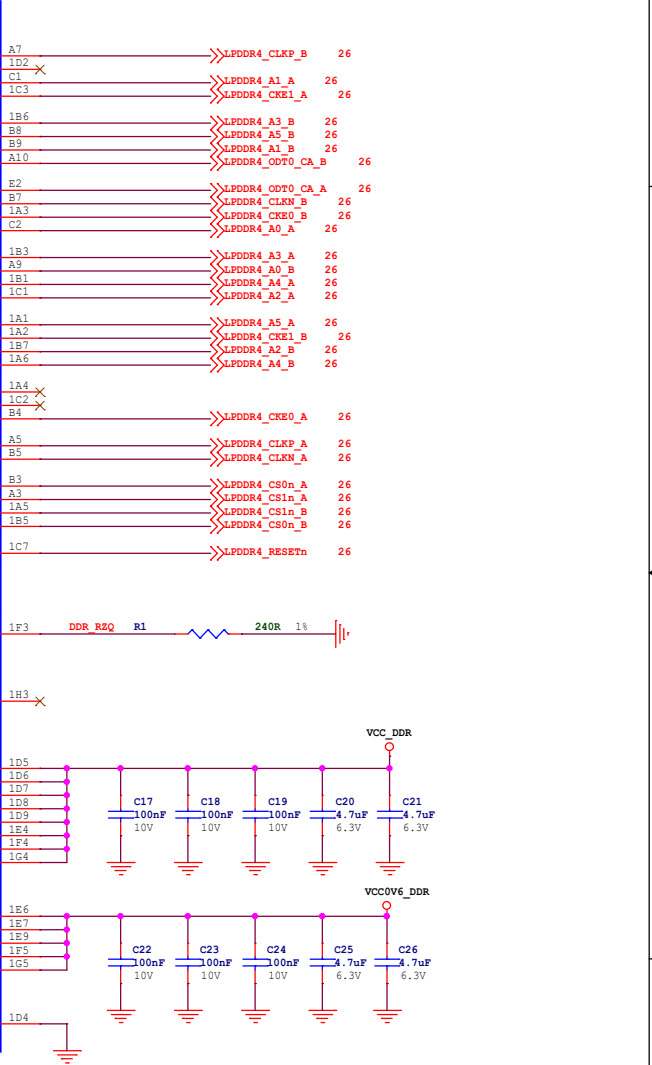 A7 LPDDR4_CLKP_B 26
1D2
C1 LPDDR4_A1_A 26
1C3 LPDDR4_CKE1_A 26
1B6 LPDDR4_A3_B 26
B8 LPDDR4_A5_B 26
B9 LPDDR4_A1_B 26
A10 LPDDR4_ODT0_CA_B 26
E2 LPDDR4_ODT0_CA_A 26
B7 LPDDR4_CLKN_B 26
1A3 LPDDR4_CKE0_B 26
C2 LPDDR4_A0_A 26
1B3 LPDDR4_A3_A 26
A9 LPDDR4_A0_B 26
1B1 LPDDR4_A4_A 26
1C1 LPDDR4_A2_A 26
1A1 LPDDR4_A5_A 26
1A2 LPDDR4_CKE1_B 26
1B7 LPDDR4_A2_B 26
1A6 LPDDR4_A4_B 26
1A4
1C2
B4 LPDDR4_CKE0_A 26
A5 LPDDR4_CLKP_A 26
B5 LPDDR4_CLKN_A 26
B3 LPDDR4_CS0n_A 26
A3 LPDDR4_CS1n_A 26
1A5 LPDDR4_CS1n_B 26
1B5 LPDDR4_CS0n_B 26
1C7 LPDDR4_RESETn 26
1F3 DDR_RZQ R1 240R 1%
1H3
VCC_DDR
1D5
1D6
1D7
1D8
1D9
1E4
1F4
1G4
C17 C18 C19 C20 C21
100nF 100nF 100nF 4.7uF 4.7uF
10V 10V 10V 6.3V 6.3V
VCC0V6_DDR
1E6
1E7
1E9
1F5
1G5
C22 C23 C24 C25 C26
100nF 100nF 100nF 4.7uF 4.7uF
10V 10V 10V 6.3V 6.3V
1D4